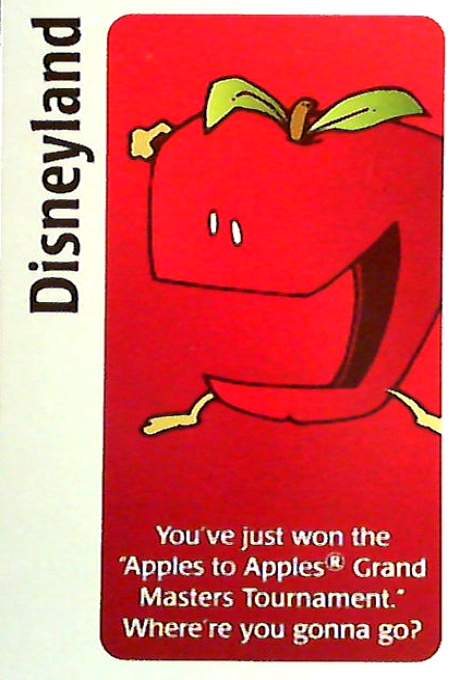 Disneyland
You've just won the
"Apples to Apples® Grand
Masters Tournament."
Where're you gonna go?